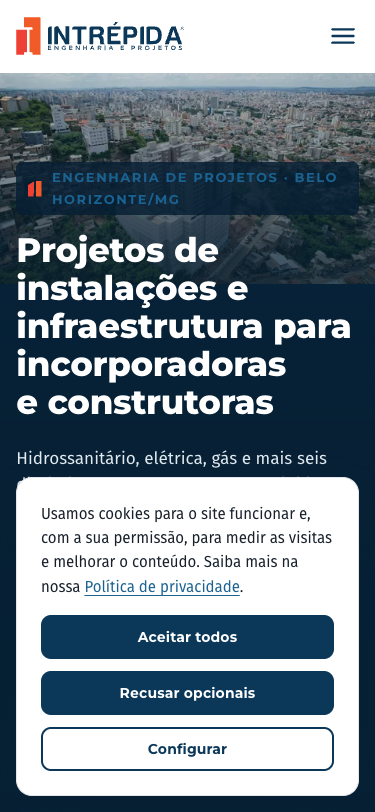 INTRÉPIDA
ENGENHARIA E PROJETOS
ENGENHARIA DE PROJETOS · BELO
HORIZONTE/MG
Projetos de
instalações e
infraestrutura para
incorporadoras
e construtoras
Hidrossanitário, elétrica, gás e mais seis
Usamos cookies para o site funcionar e,
com a sua permissão, para medir as visitas
e melhorar o conteúdo. Saiba mais na
nossa Política de privacidade.
Aceitar todos
Recusar opcionais
Configurar